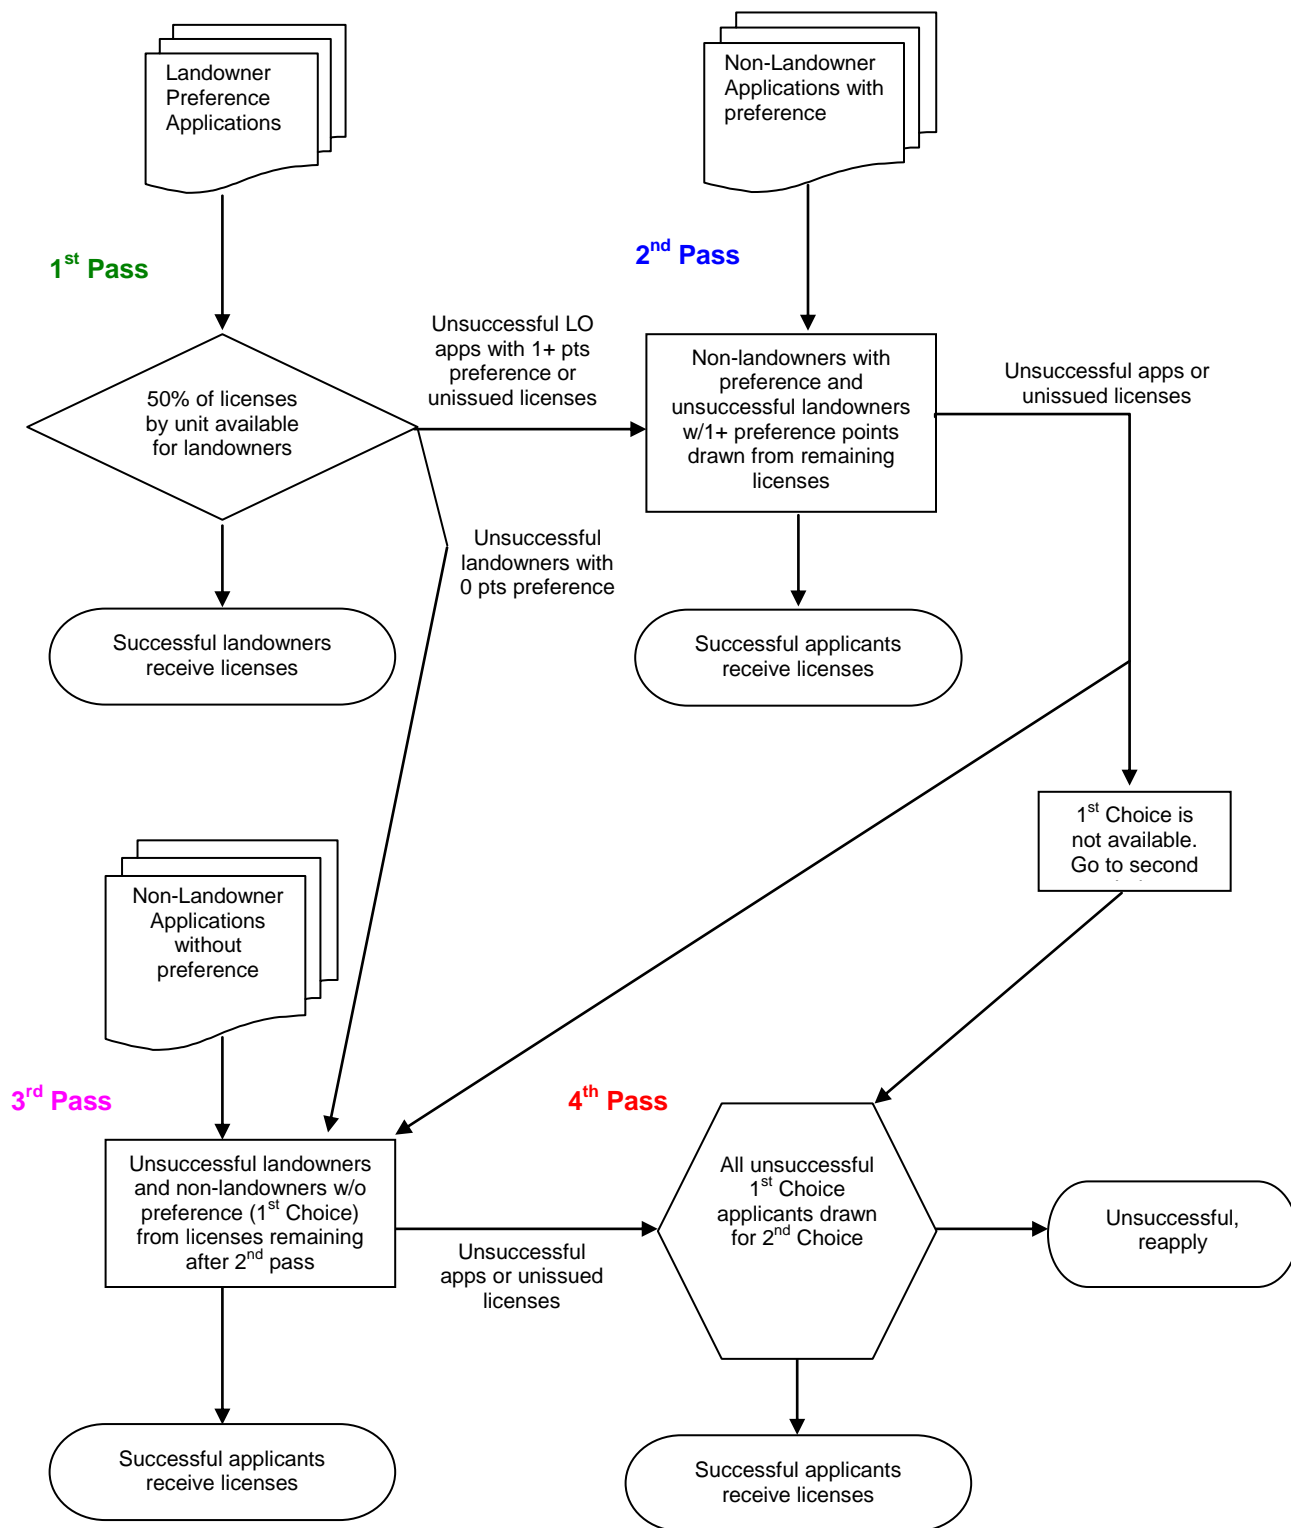 Landowner
Preference
Applications
Non-Landowner
Applications with
preference
1st Pass
2nd Pass
50% of licenses
by unit available
for landowners
Unsuccessful LO
apps with 1+ pts
preference or
unissued licenses
Non-landowners with
preference and
unsuccessful landowners
w/1+ preference points
drawn from remaining
licenses
Unsuccessful apps or
unissued licenses
Unsuccessful
landowners with
0 pts preference
Successful landowners
receive licenses
Successful applicants
receive licenses
1st Choice is
not available.
Go to second
Non-Landowner
Applications
without
preference
3rd Pass
4th Pass
Unsuccessful landowners
and non-landowners w/o
preference (1st Choice)
from licenses remaining
after 2nd pass
Unsuccessful
apps or unissued
licenses
All unsuccessful
1st Choice
applicants drawn
for 2nd Choice
Unsuccessful,
reapply
Successful applicants
receive licenses
Successful applicants
receive licenses